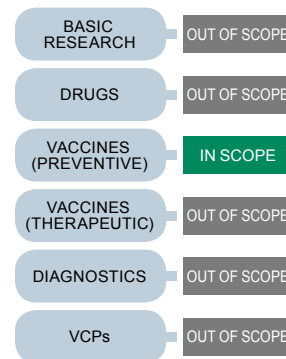 BASIC
RESEARCH
OUT OF SCOPE
DRUGS
OUT OF SCOPE
VACCINES
(PREVENTIVE)
IN SCOPE
VACCINES
(THERAPEUTIC)
OUT OF SCOPE
DIAGNOSTICS
OUT OF SCOPE
VCPs
OUT OF SCOPE